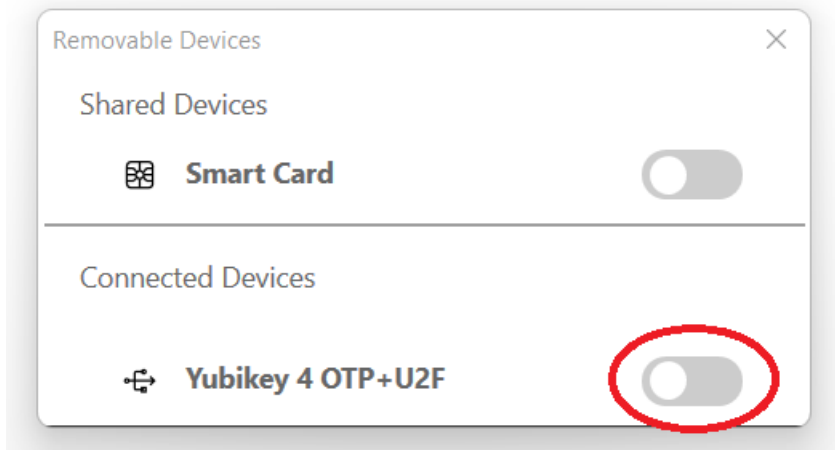 Removable Devices
Shared Devices
Smart Card
Connected Devices
Yubikey 4 OTP+U2F